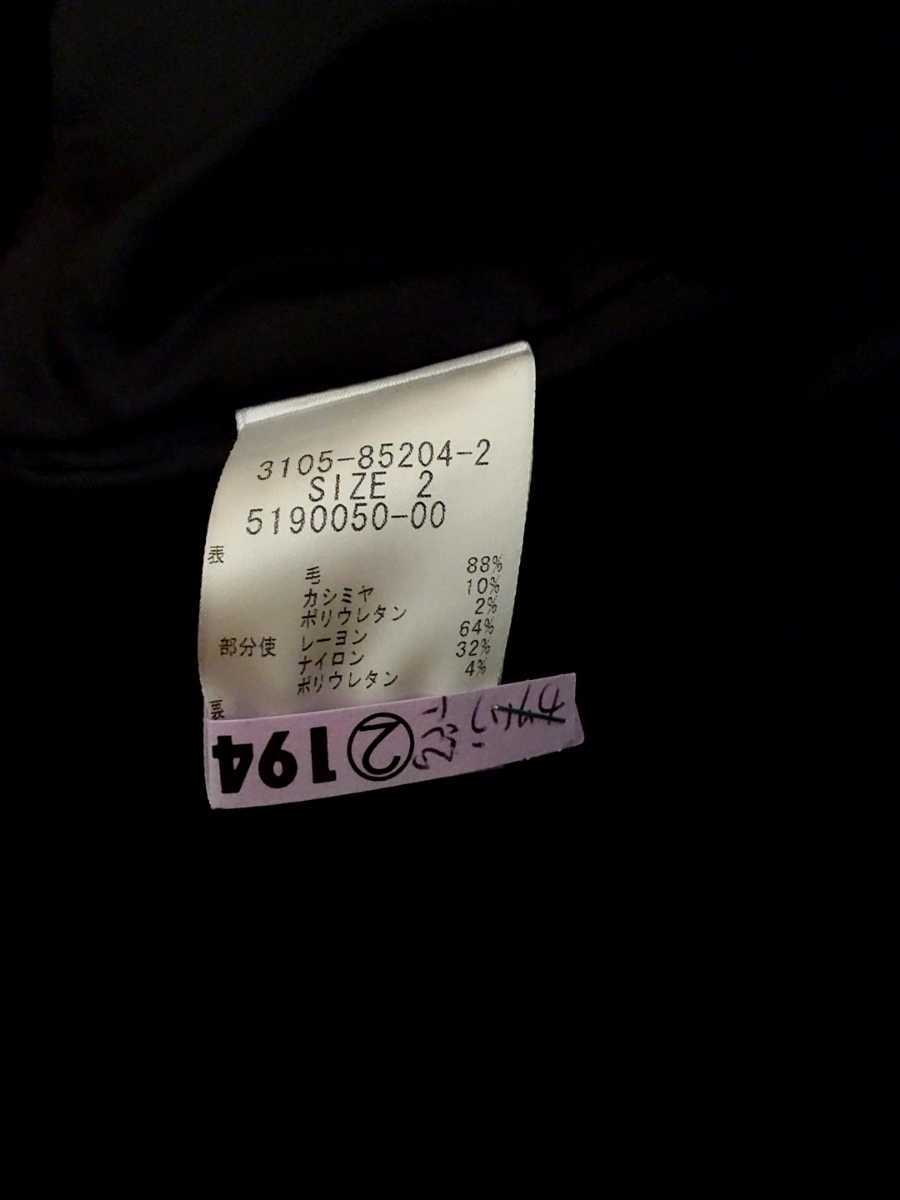 3105-85204-2
SIZE 2
5190050-00
表
毛 88%
カシミヤ 10%
ポリウレタン 2%
部分使 レーヨン 64%
ナイロン 32%
ポリウレタン 4%
裏
②194